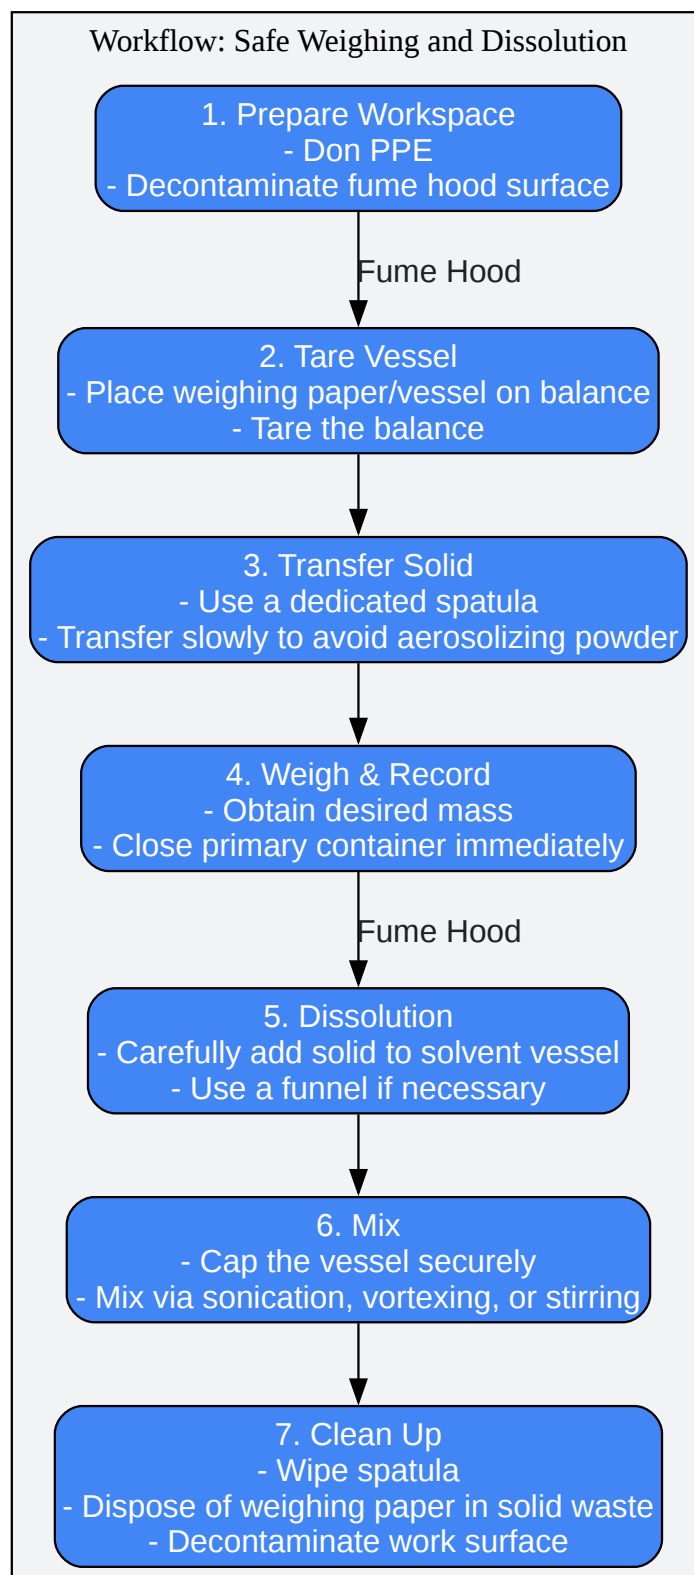 Workflow: Safe Weighing and Dissolution
1. Prepare Workspace
- Don PPE
- Decontaminate fume hood surface
Fume Hood
2. Tare Vessel
- Place weighing paper/vessel on balance
- Tare the balance
3. Transfer Solid
- Use a dedicated spatula
- Transfer slowly to avoid aerosolizing powder
4. Weigh & Record
- Obtain desired mass
- Close primary container immediately
Fume Hood
5. Dissolution
- Carefully add solid to solvent vessel
- Use a funnel if necessary
6. Mix
- Cap the vessel securely
- Mix via sonication, vortexing, or stirring
7. Clean Up
- Wipe spatula
- Dispose of weighing paper in solid waste
- Decontaminate work surface